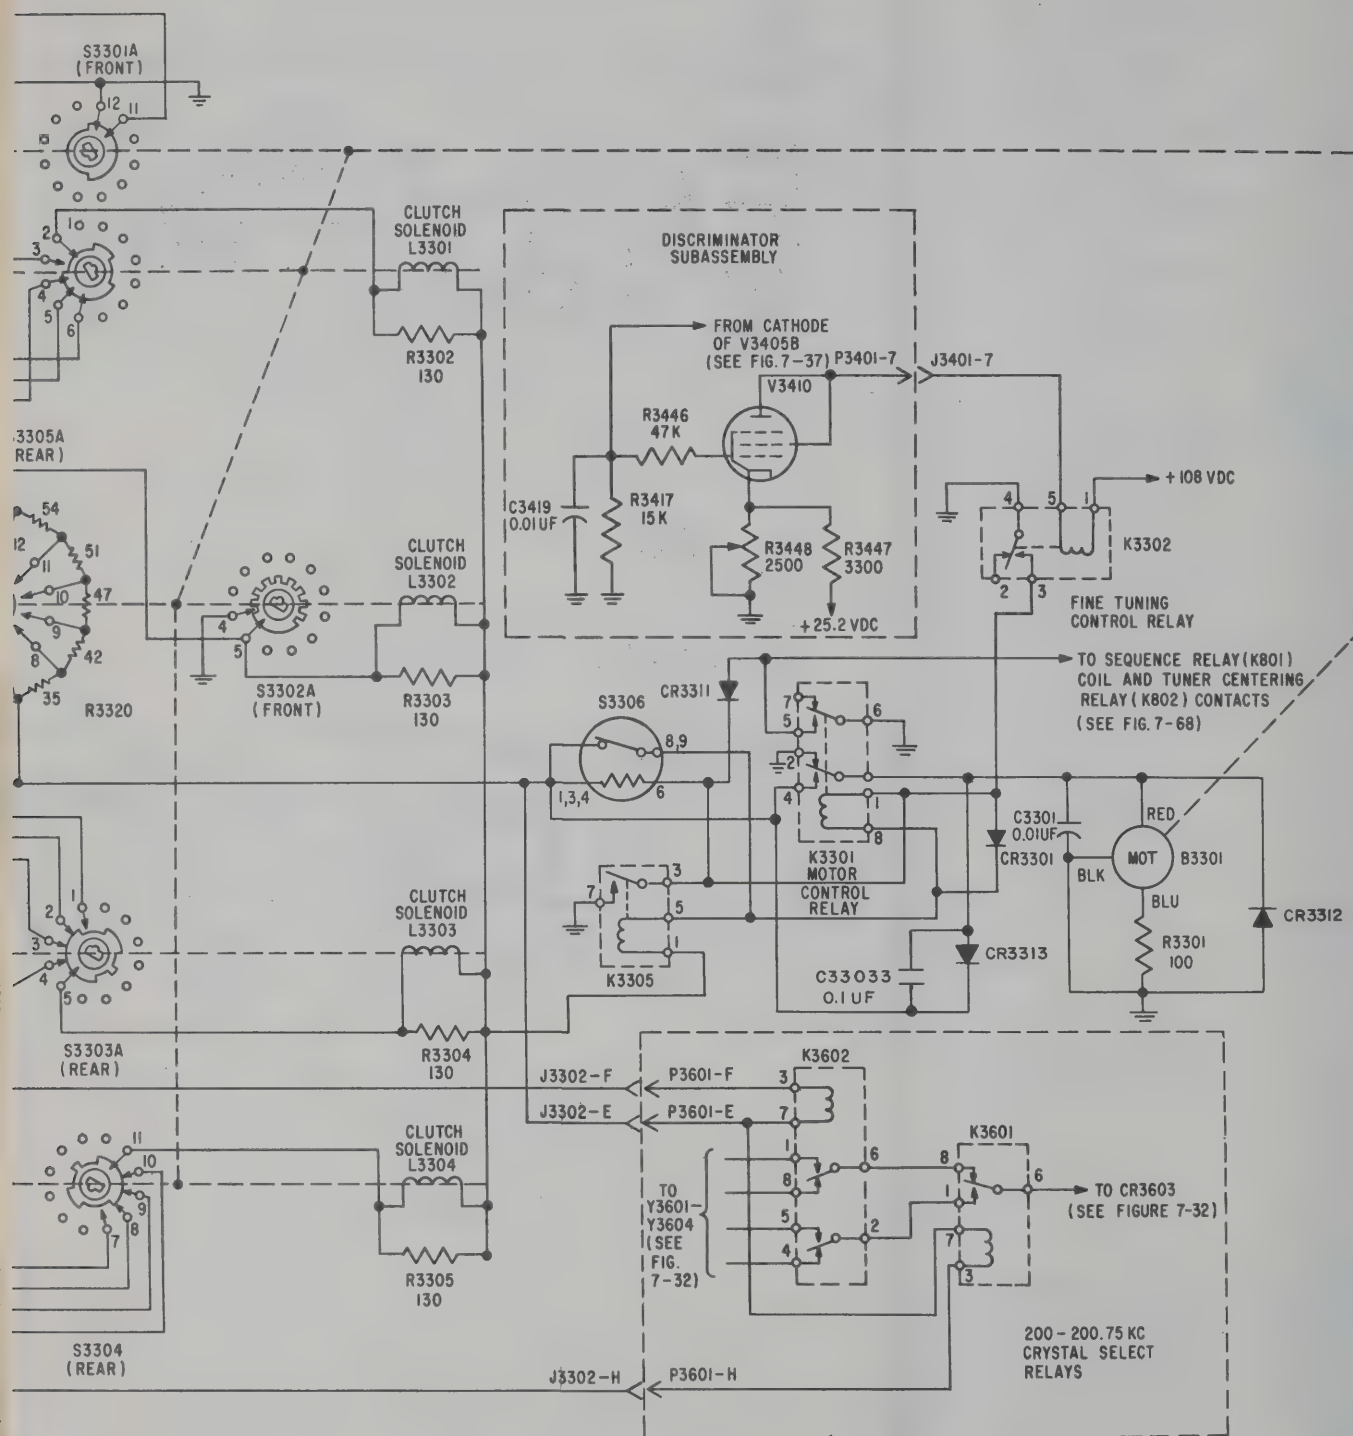 S3301A
(FRONT)
12
11
1
2
3
4
5
6
CLUTCH
SOLENOID
L3301
R3302
130
DISCRIMINATOR
SUBASSEMBLY
FROM CATHODE
OF V3405B
(SEE FIG.7-37)
P3401-7
J3401-7
V3410
R3446
47K
C3419
0.01UF
R3417
15K
R3448
2500
R3447
3300
+25.2 VDC
+108 VDC
4
5
1
K3302
2
3
FINE TUNING
CONTROL RELAY
3305A
REAR)
54
12
11
51
10
47
9
8
42
35
R3320
4
5
S3302A
(FRONT)
CLUTCH
SOLENOID
L3302
R3303
130
TO SEQUENCE RELAY(K801)
COIL AND TUNER CENTERING
RELAY(K802) CONTACTS
(SEE FIG. 7-68)
CR3311
S3306
8,9
1,3,4
6
7
5
6
2
4
1
8
K3301
MOTOR
CONTROL
RELAY
C3301
0.01UF
CR3301
RED
MOT
B3301
BLK
BLU
R3301
100
CR3312
7
3
5
1
K3305
CR3313
C33033
0.1UF
1
2
3
4
5
S3303A
(REAR)
CLUTCH
SOLENOID
L3303
R3304
130
J3302-F
P3601-F
J3302-E
P3601-E
K3602
3
7
1
8
5
4
6
2
K3601
8
1
7
3
6
TO CR3603
(SEE FIGURE 7-32)
TO
Y3601-
Y3604
(SEE
FIG.
7-32)
11
10
9
8
7
S3304
(REAR)
CLUTCH
SOLENOID
L3304
R3305
130
200-200.75 KC
CRYSTAL SELECT
RELAYS
J3302-H
P3601-H